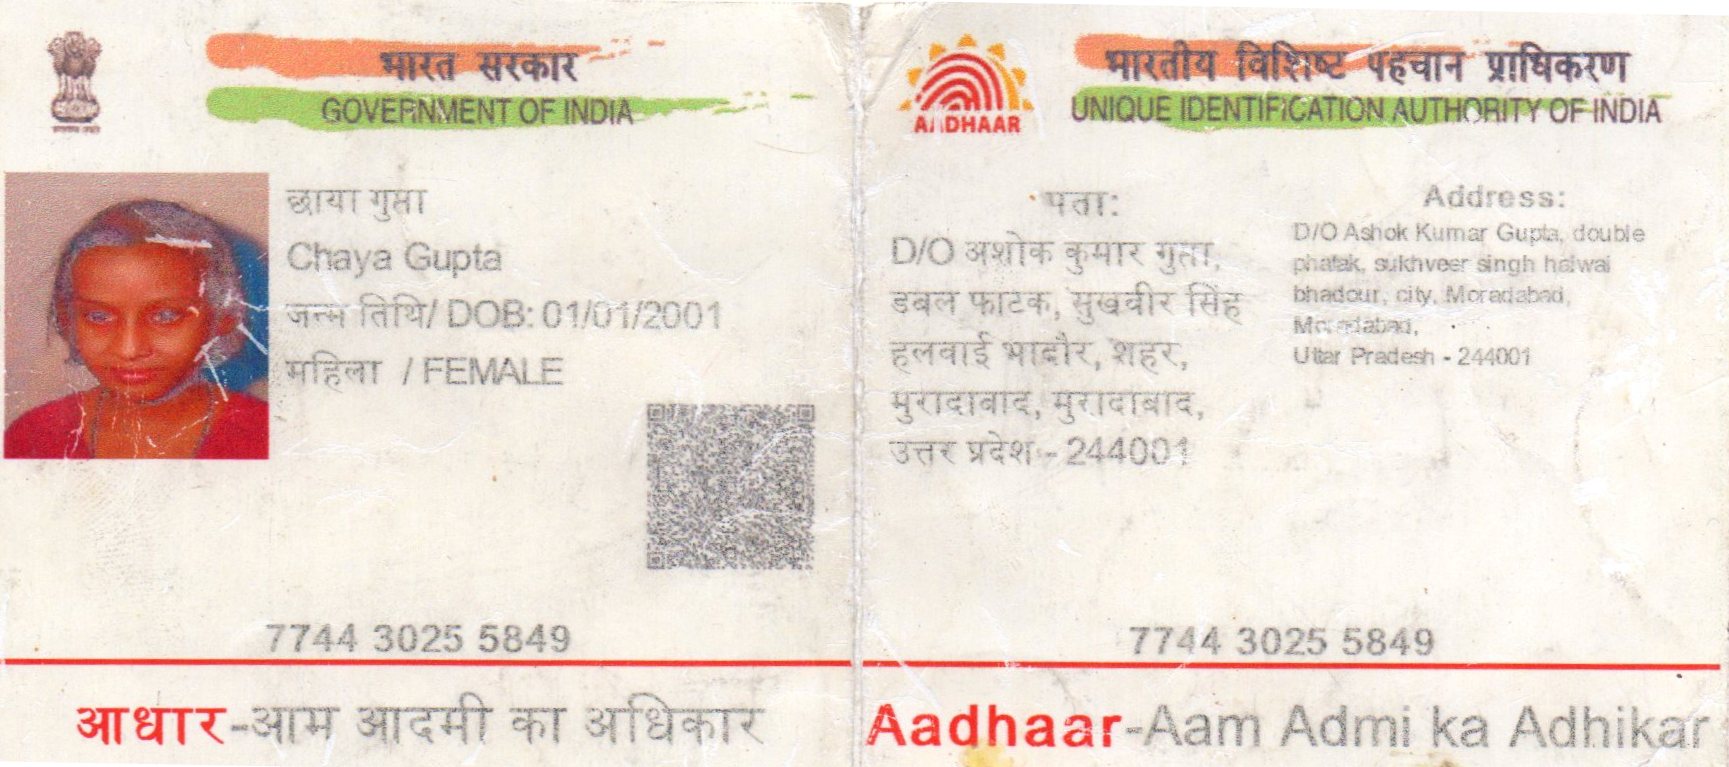 भारत सरकार
GOVERNMENT OF INDIA
छाया गुप्ता
Chaya Gupta
जन्म तिथि/ DOB: 01/01/2001
महिला / FEMALE
7744 3025 5849
आधार-आम आदमी का अधिकार
AADHAAR
भारतीय विशिष्ट पहचान प्राधिकरण
UNIQUE IDENTIFICATION AUTHORITY OF INDIA
पता:
D/O अशोक कुमार गुप्ता,
डबल फाटक, सुखवीर सिंह
हलवाई भादौर, शहर,
मुरादाबाद, मुरादाबाद,
उत्तर प्रदेश - 244001
Address:
D/O Ashok Kumar Gupta, double
phatak, sukhveer singh halwai
bhadour, city, Moradabad,
Moradabad,
Uttar Pradesh - 244001
7744 3025 5849
Aadhaar-Aam Admi ka Adhikar